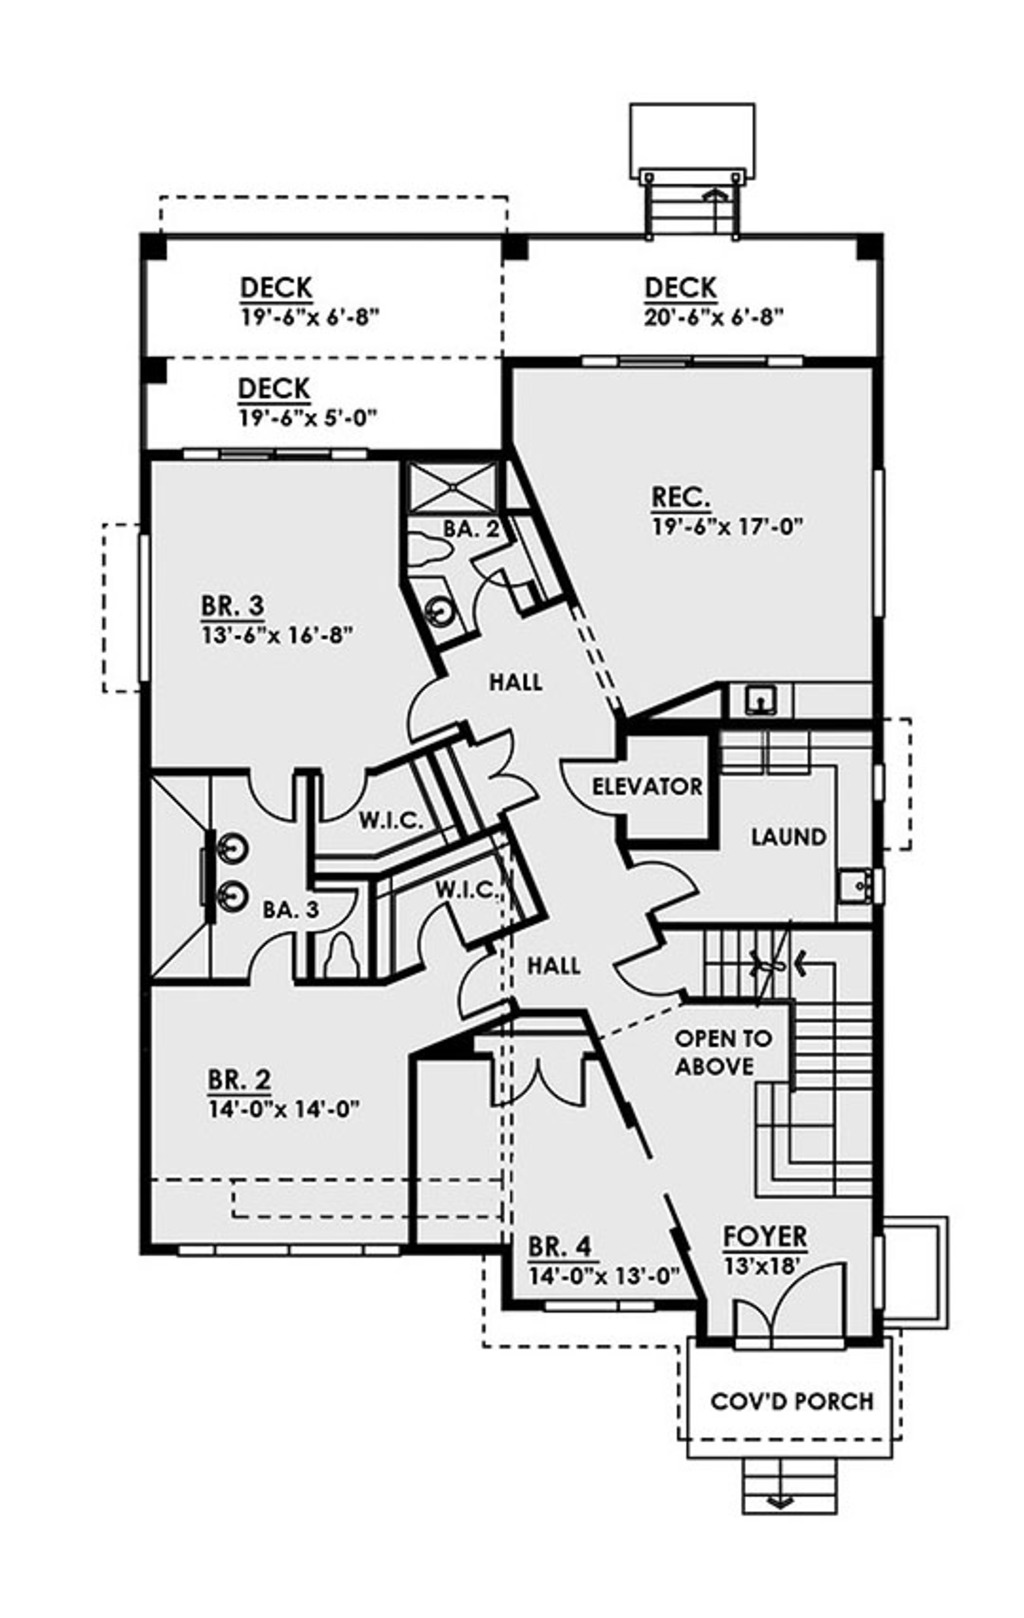 DECK
19'-6"x 6'-8"
DECK
20'-6"x 6'-8"
DECK
19'-6"x 5'-0"
REC.
19'-6"x 17'-0"
BA. 2
BR. 3
13'-6"x 16'-8"
HALL
ELEVATOR
W.I.C.
LAUND
W.I.C.
BA. 3
HALL
OPEN TO
ABOVE
BR. 2
14'-0"x 14'-0"
FOYER
13'x18'
BR. 4
14'-0"x 13'-0"
COV'D PORCH